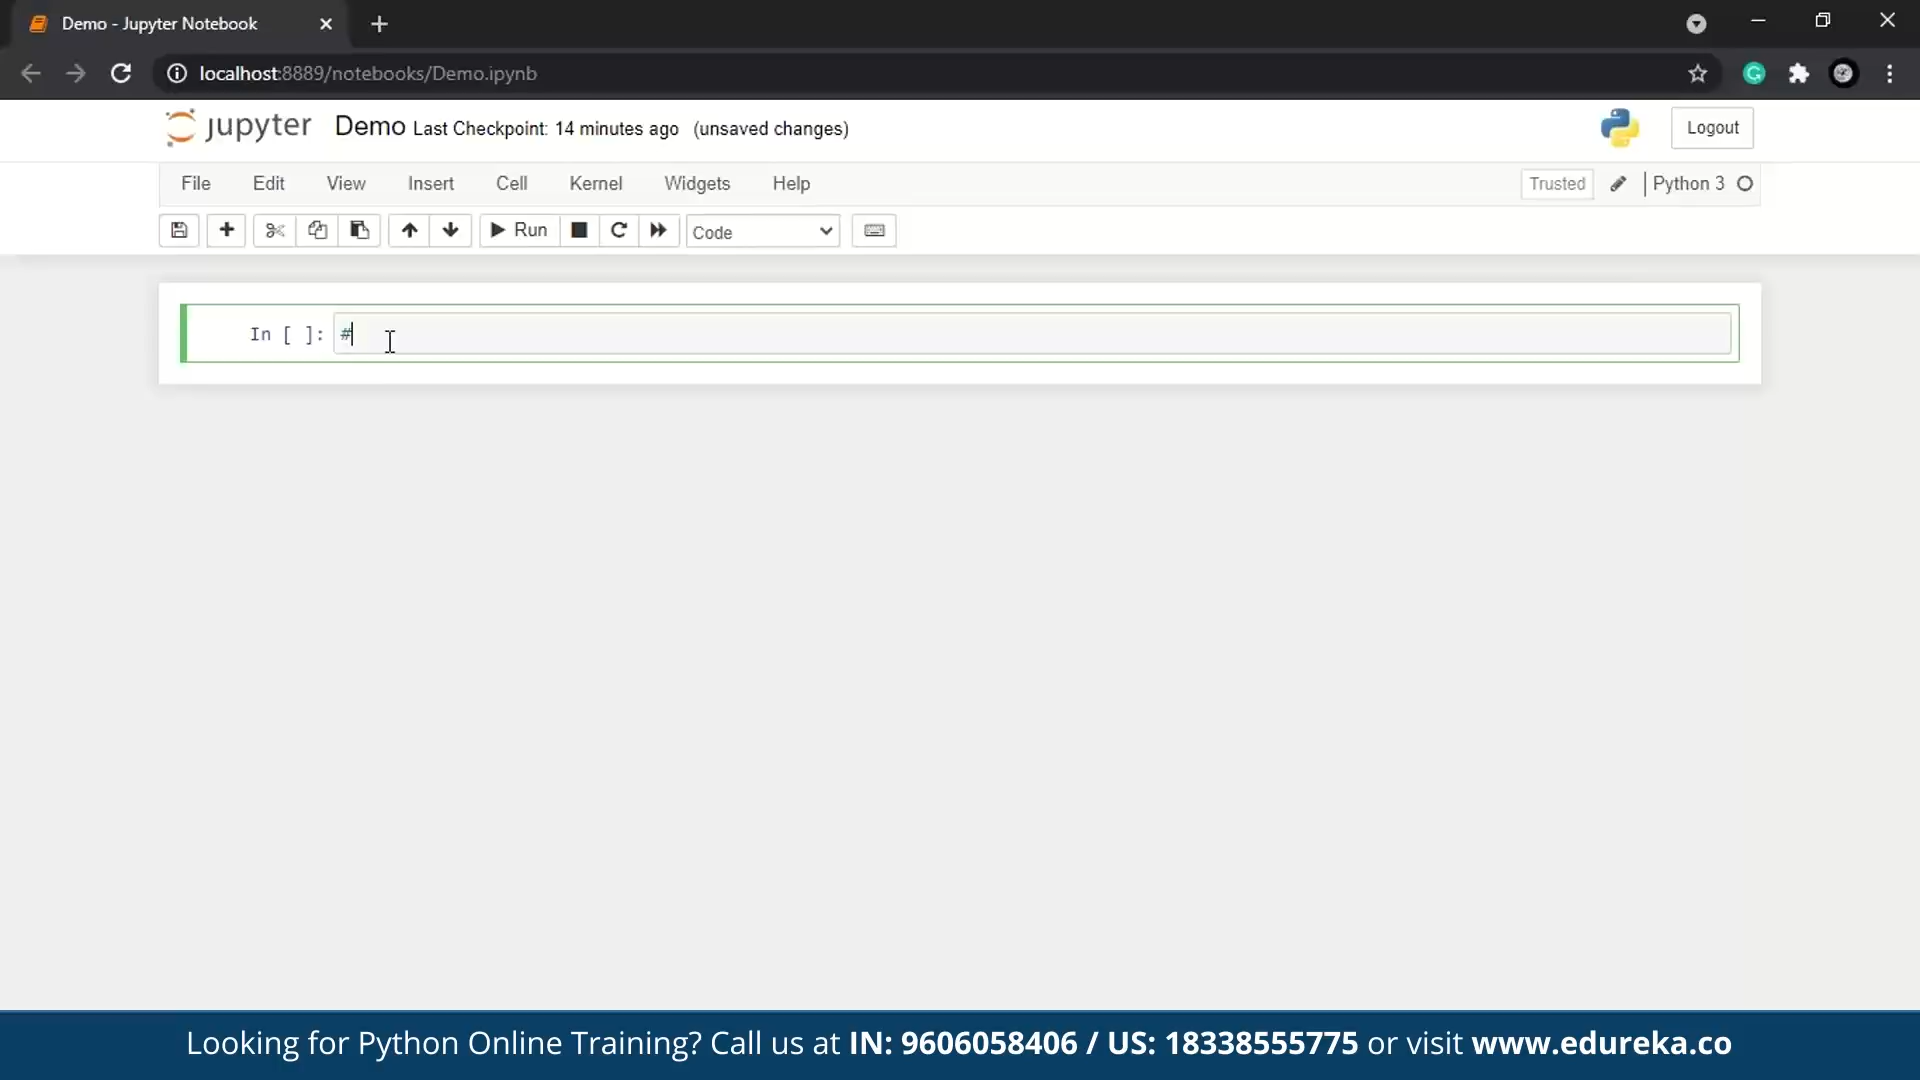 Demo - Jupyter Notebook
localhost:8889/notebooks/Demo.ipynb
jupyter Demo Last Checkpoint: 14 minutes ago (unsaved changes) Logout
File Edit View Insert Cell Kernel Widgets Help Trusted Python 3
Run Code
In [ ]: #
Looking for Python Online Training? Call us at IN: 9606058406 / US: 18338555775 or visit www.edureka.co